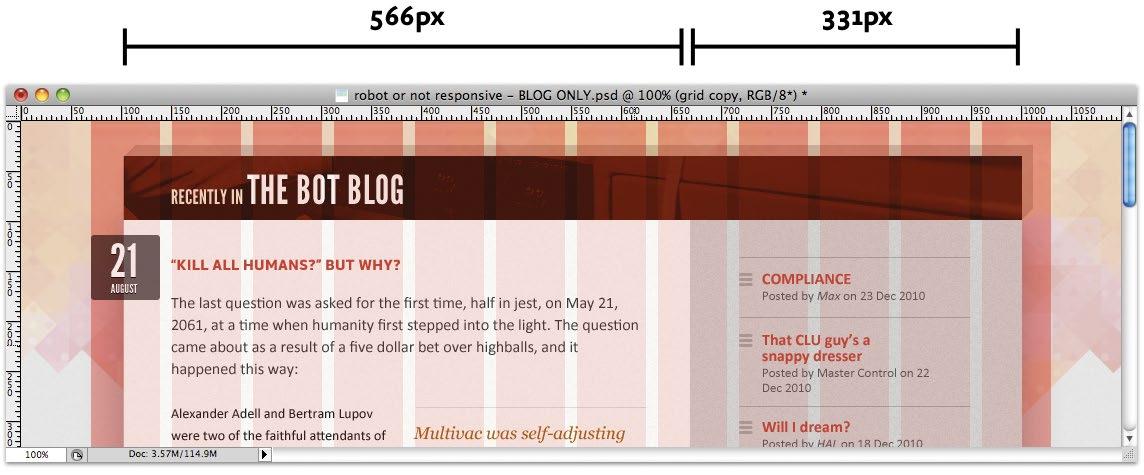 566px 331px
robot or not responsive – BLOG ONLY.psd @ 100% (grid copy, RGB/8*) *
0 50 100 150 200 250 300 350 400 450 500 550 600 650 700 750 800 850 900 950 1000 1050
0
50
100
150
200
250
300
RECENTLY IN THE BOT BLOG
21
AUGUST
“KILL ALL HUMANS?” BUT WHY?
The last question was asked for the first time, half in jest, on May 21,
2061, at a time when humanity first stepped into the light. The question
came about as a result of a five dollar bet over highballs, and it
happened this way:
Alexander Adell and Bertram Lupov
were two of the faithful attendants of
Multivac was self-adjusting
COMPLIANCE
Posted by Max on 23 Dec 2010
That CLU guy’s a
snappy dresser
Posted by Master Control on 22
Dec 2010
Will I dream?
Posted by HAL on 18 Dec 2010
100% Doc: 3.57M/114.9M